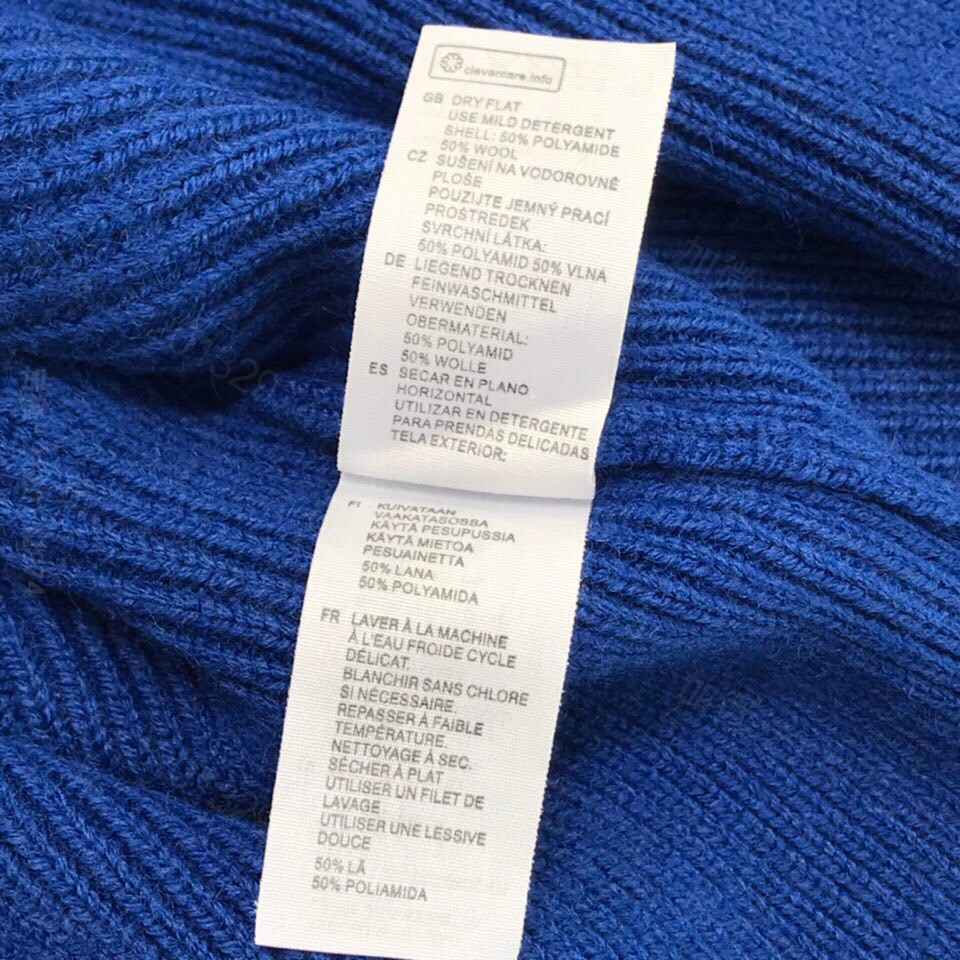 clevercare.info
GB DRY FLAT
USE MILD DETERGENT
SHELL: 50% POLYAMIDE
50% WOOL
CZ SUŠENÍ NA VODOROVNÉ
PLOŠE
POUZIJTE JEMNÝ PRACÍ
PROSTREDEK
SVRCHNI LÁTKA:
50% POLYAMID 50% VLNA
DE LIEGEND TROCKNEN
FEINWASCHMITTEL
VERWENDEN
OBERMATERIAL:
50% POLYAMID
50% WOLLE
ES SECAR EN PLANO
HORIZONTAL
UTILIZAR EN DETERGENTE
PARA PRENDAS DELICADAS
TELA EXTERIOR:
FI KUIVATAAN
VAAKATASOSSA
KÄYTÄ PESUPUSSIA
KÄYTÄ MIETOA
PESUAINETTA
50% LANA
50% POLYAMIDA
FR LAVER À LA MACHINE
À L'EAU FROIDE CYCLE
DÉLICAT.
BLANCHIR SANS CHLORE
SI NÉCESSAIRE.
REPASSER À FAIBLE
TEMPÉRATURE.
NETTOYAGE À SEC.
SÉCHER À PLAT
UTILISER UN FILET DE
LAVAGE
UTILISER UNE LESSIVE
DOUCE
50% LÃ
50% POLIAMIDA